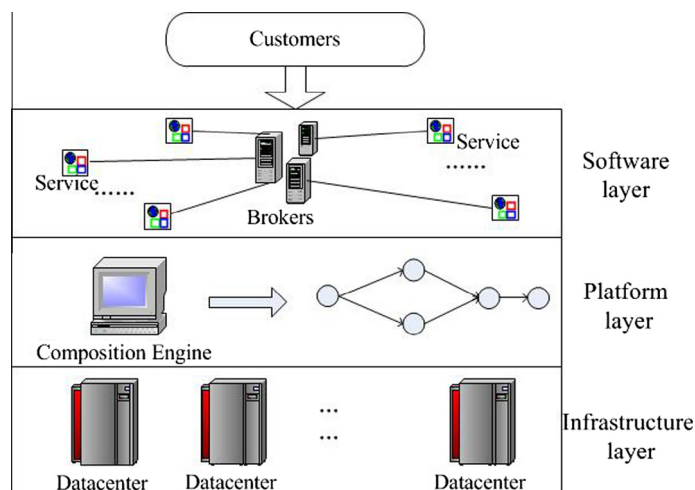 Customers
Service
Service
......
......
Brokers
Software
layer
Composition Engine
Platform
layer
...
...
Datacenter
Datacenter
Datacenter
Infrastructure
layer